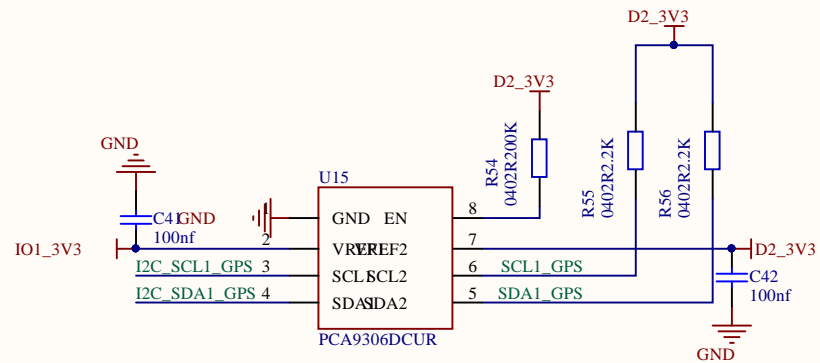 D2_3V3
D2_3V3
GND
R54
0402R200K
R55
0402R2.2K
R56
0402R2.2K
U15
C41
GND
100nf
1
GND
EN
8
IO1_3V3
2
VREF1
VREF2
7
D2_3V3
I2C_SCL1_GPS
3
SCL1
SCL2
6
SCL1_GPS
C42
100nf
I2C_SDA1_GPS
4
SDA1
SDA2
5
SDA1_GPS
PCA9306DCUR
GND